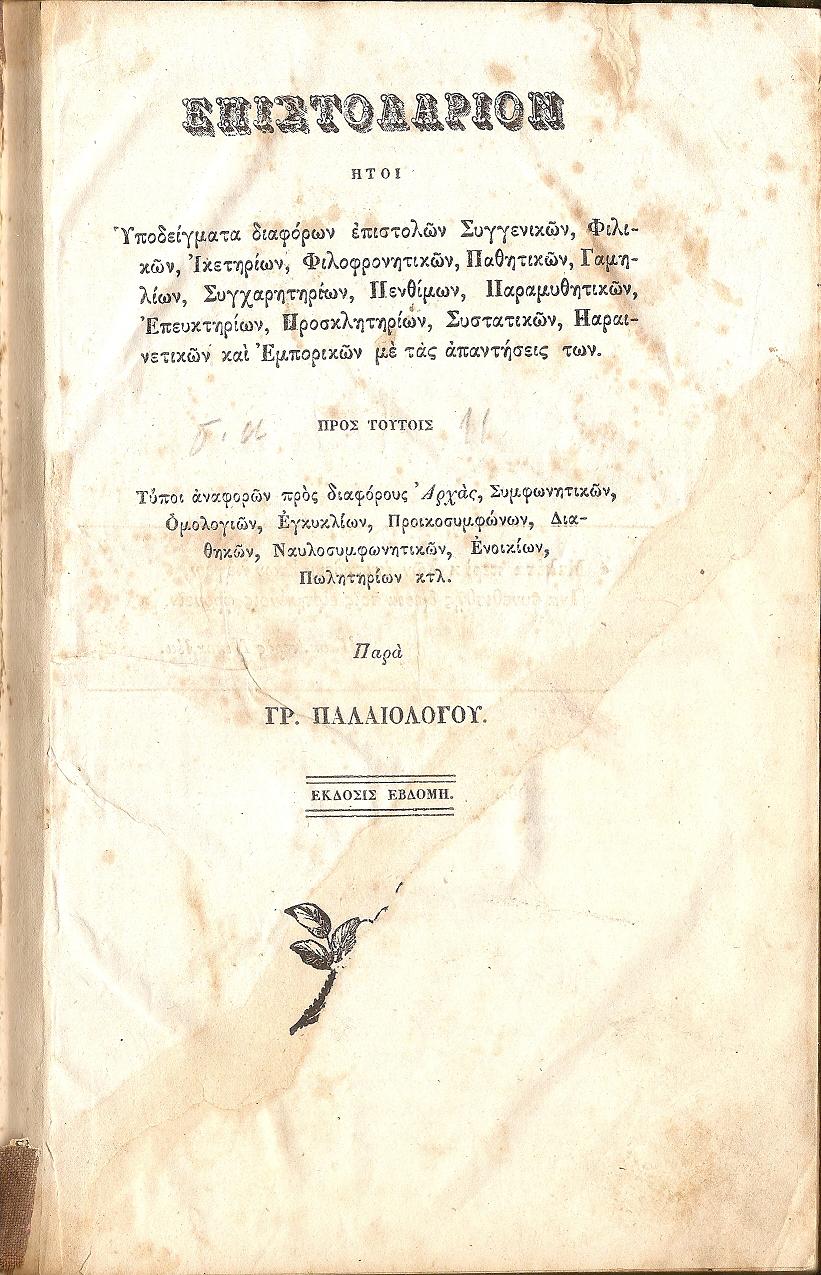 ΕΠΙΣΤΟΛΑΡΙΟΝ
ΗΤΟΙ
Ὑποδείγματα διαφόρων ἐπιστολῶν Συγγενικῶν, Φιλι-
κῶν, Ἱκετηρίων, Φιλοφρονητικῶν, Παθητικῶν, Γαμη-
λίων, Συγχαρητηρίων, Πενθίμων, Παραμυθητικῶν,
Ἐπευκτηρίων, Προσκλητηρίων, Συστατικῶν, Παραι-
νετικῶν καὶ Ἐμπορικῶν μὲ τὰς ἀπαντήσεις των.
ΠΡΟΣ ΤΟΥΤΟΙΣ
Τύποι ἀναφορῶν πρὸς διαφόρους Ἀρχὰς, Συμφωνητικῶν,
Ὁμολογιῶν, Ἐγκυκλίων, Προικοσυμφώνων, Δια-
θηκῶν, Ναυλοσυμφωνητικῶν, Ἐνοικίων,
Πωλητηρίων κτλ.
Παρὰ
ΓΡ. ΠΑΛΑΙΟΛΟΓΟΥ.
ΕΚΔΟΣΙΣ ΕΒΔΟΜΗ.